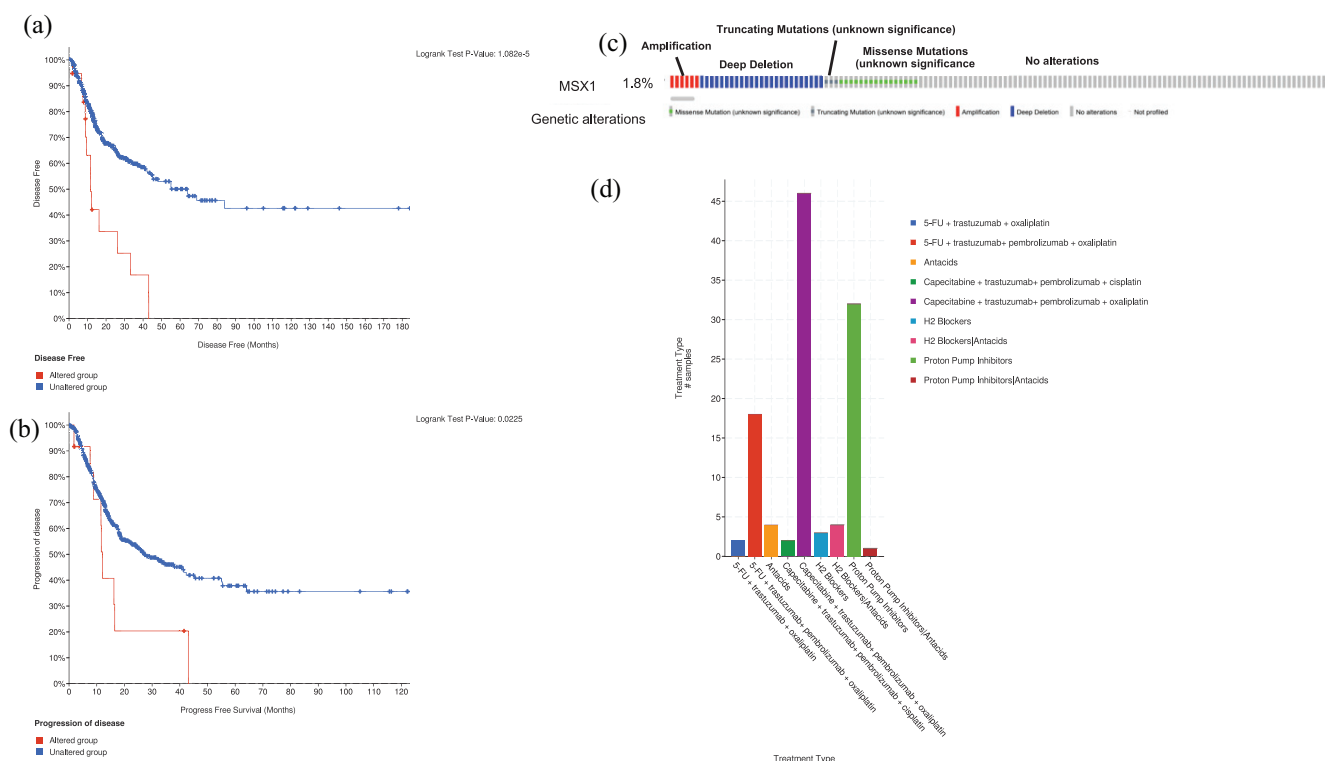 (a)
Logrank Test P-Value: 1.082e-5
100%
90%
80%
70%
60%
50%
40%
30%
20%
10%
0%
Disease Free
0 10 20 30 40 50 60 70 80 90 100 110 120 130 140 150 160 170 180
Disease Free (Months)
Disease Free
Altered group
Unaltered group
(b)
Logrank Test P-Value: 0.0225
100%
90%
80%
70%
60%
50%
40%
30%
20%
10%
0%
Progression of disease
0 10 20 30 40 50 60 70 80 90 100 110 120
Progress Free Survival (Months)
Progression of disease
Altered group
Unaltered group
(c)
Truncating Mutations (unknown significance)
Amplification
Deep Deletion
Missense Mutations
(unknown significance
No alterations
MSX1 1.8%
Genetic alterations
Missense Mutation (unknown significance) Truncating Mutation (unknown significance) Amplification Deep Deletion No alterations Not profiled
(d)
45
40
35
30
25
20
15
10
5
0
Treatment Type
# samples
5-FU + trastuzumab + oxaliplatin
5-FU + trastuzumab+ pembrolizumab + oxaliplatin
Antacids
Capecitabine + trastuzumab+ pembrolizumab + cisplatin
Capecitabine + trastuzumab+ pembrolizumab + oxaliplatin
H2 Blockers
H2 Blockers|Antacids
Proton Pump Inhibitors
Proton Pump Inhibitors|Antacids
5-FU + trastuzumab + oxaliplatin
5-FU + trastuzumab+ pembrolizumab + oxaliplatin
Antacids
Capecitabine + trastuzumab+ pembrolizumab + cisplatin
Capecitabine + trastuzumab+ pembrolizumab + oxaliplatin
H2 Blockers
H2 Blockers|Antacids
Proton Pump Inhibitors
Proton Pump Inhibitors|Antacids
Treatment Type